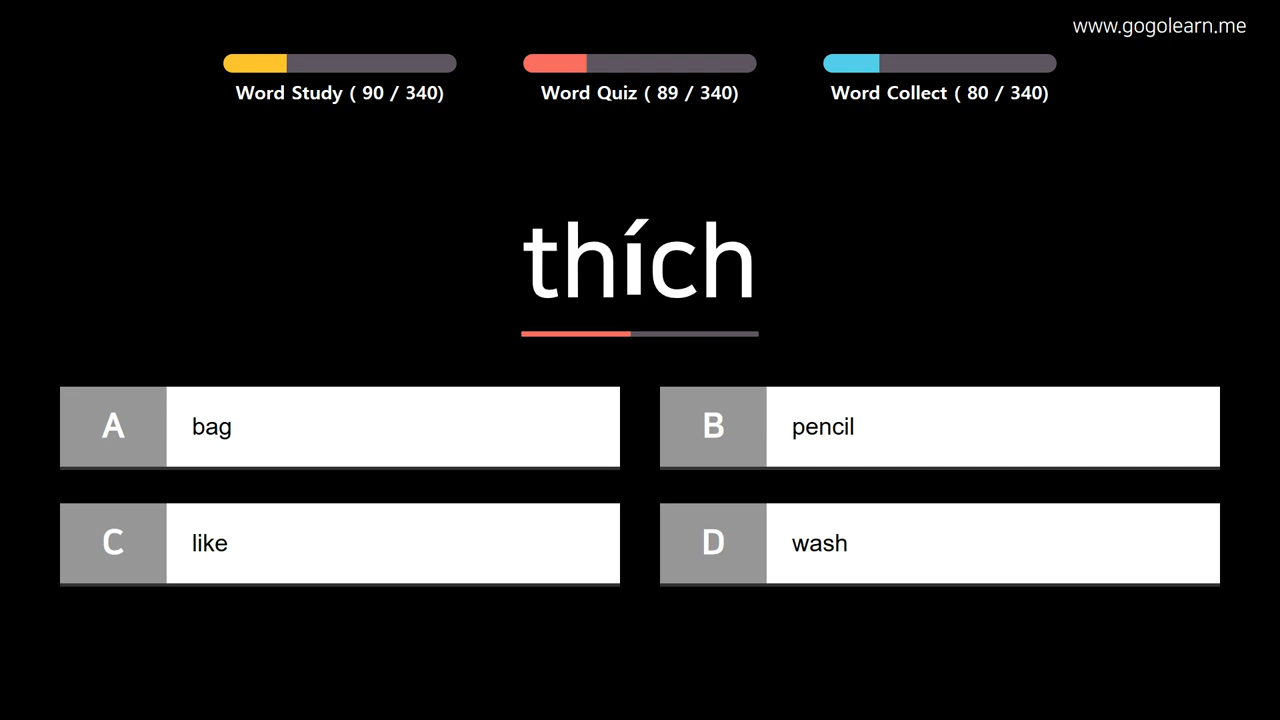 www.gogolearn.me
Word Study ( 90 / 340)
Word Quiz ( 89 / 340)
Word Collect ( 80 / 340)
thích
A bag
B pencil
C like
D wash